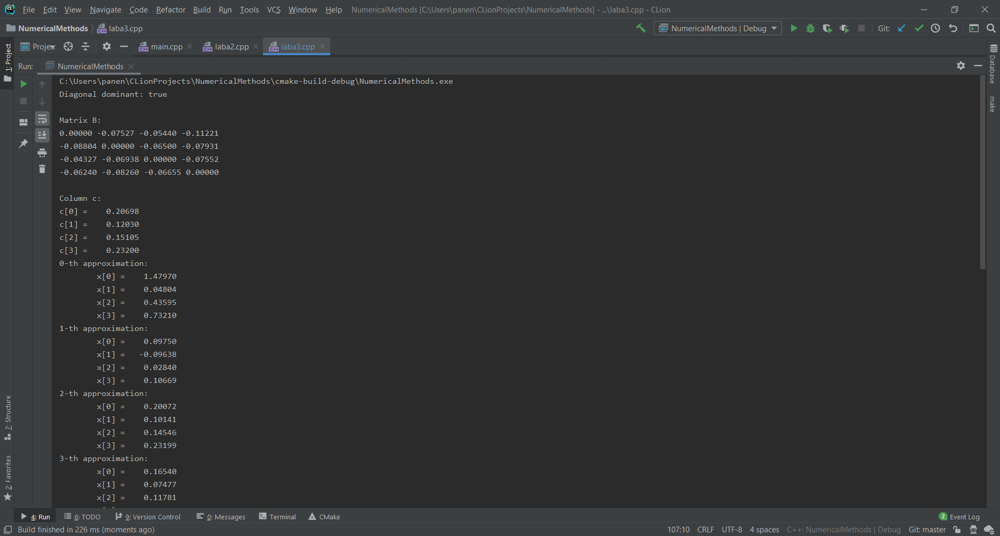 File Edit View Navigate Code Refactor Build Run Tools VCS Window Help NumericalMethods [C:\Users\panen\CLionProjects\NumericalMethods] - ...\laba3.cpp - CLion
NumericalMethods laba3.cpp NumericalMethods | Debug Git:
Proje main.cpp laba2.cpp laba3.cpp
Run: NumericalMethods
1: Project
7: Structure
2: Favorites
Database
make
C:\Users\panen\CLionProjects\NumericalMethods\cmake-build-debug\NumericalMethods.exe
Diagonal dominant: true
Matrix B:
0.00000 -0.07527 -0.05440 -0.11221
-0.08804 0.00000 -0.06500 -0.07931
-0.04327 -0.06938 0.00000 -0.07552
-0.06240 -0.08260 -0.06655 0.00000
Column c:
c[0] = 0.20698
c[1] = 0.12030
c[2] = 0.15105
c[3] = 0.23200
0-th approximation:
x[0] = 1.47970
x[1] = 0.04804
x[2] = 0.43595
x[3] = 0.73210
1-th approximation:
x[0] = 0.09750
x[1] = -0.09638
x[2] = 0.02840
x[3] = 0.10669
2-th approximation:
x[0] = 0.20072
x[1] = 0.10141
x[2] = 0.14546
x[3] = 0.23199
3-th approximation:
x[0] = 0.16540
x[1] = 0.07477
x[2] = 0.11781
4: Run 6: TODO 9: Version Control 0: Messages Terminal CMake 2 Event Log
Build finished in 226 ms (moments ago) 107:10 CRLF UTF-8 4 spaces C++: NumericalMethods | Debug Git: master